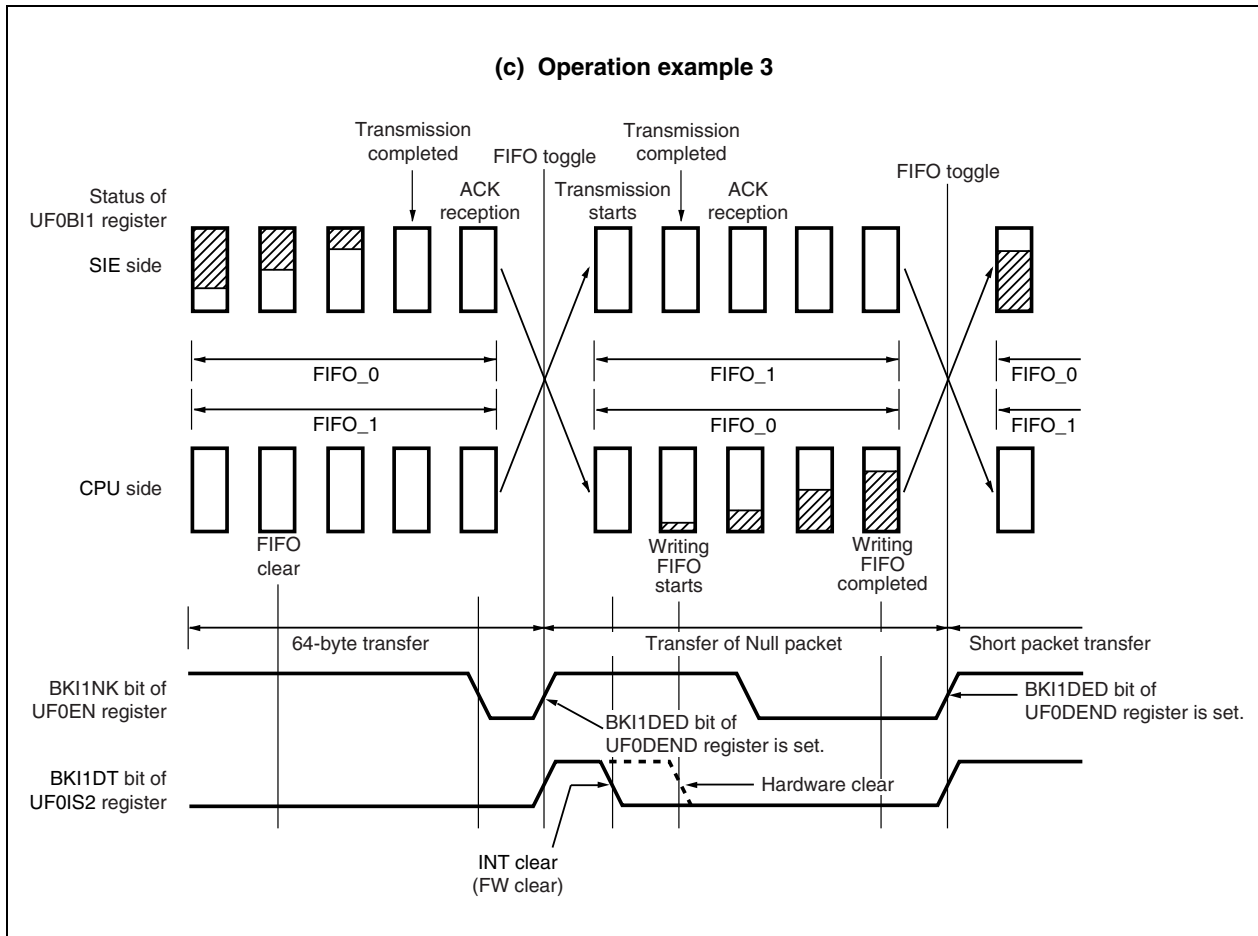 (c) Operation example 3
Transmission
completed
FIFO toggle
Transmission
completed
FIFO toggle
Status of
UF0BI1 register
ACK
reception
Transmission
starts
ACK
reception
SIE side
FIFO_0
FIFO_1
FIFO_0
FIFO_1
FIFO_0
FIFO_1
CPU side
FIFO
clear
Writing
FIFO
starts
Writing
FIFO
completed
64-byte transfer
Transfer of Null packet
Short packet transfer
BKI1NK bit of
UF0EN register
BKI1DED bit of
UF0DEND register is set.
BKI1DED bit of
UF0DEND register is set.
BKI1DT bit of
UF0IS2 register
Hardware clear
INT clear
(FW clear)